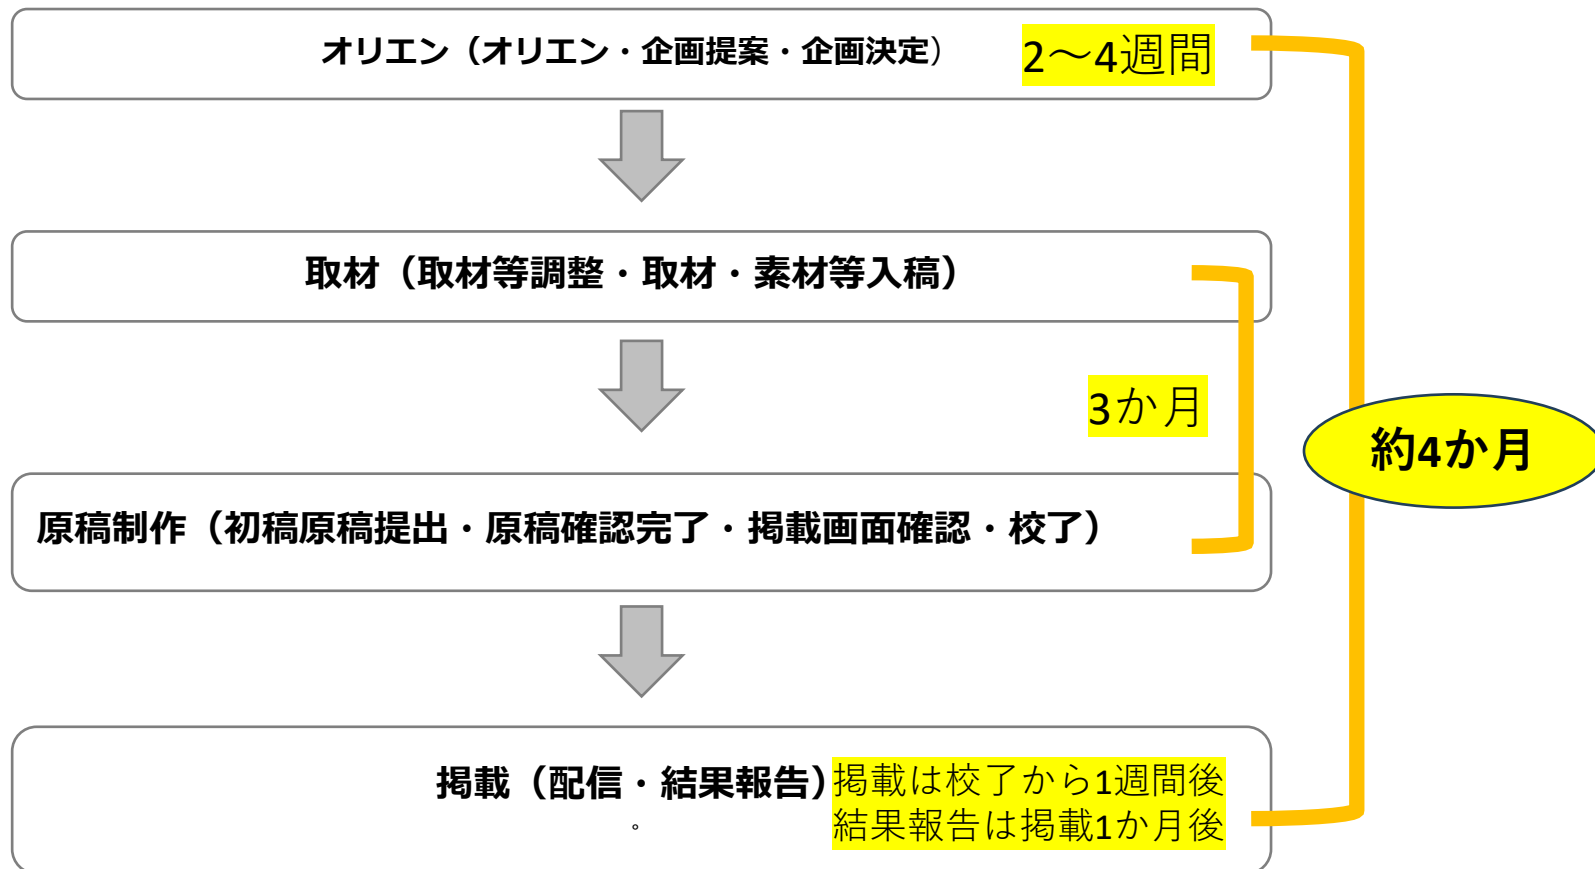 オリエン（オリエン・企画提案・企画決定）
2～4週間
取材（取材等調整・取材・素材等入稿）
3か月
約4か月
原稿制作（初稿原稿提出・原稿確認完了・掲載画面確認・校了）
掲載（配信・結果報告）
掲載は校了から1週間後
結果報告は掲載1か月後
。